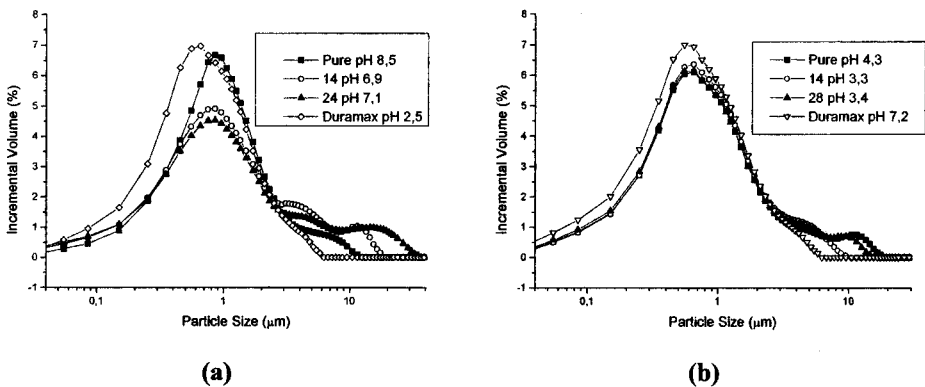 Incremental Volume (%)
7
6
5
4
3
2
1
0
-1
0,1
1
10
Particle Size (µm)
Pure pH 8,5
14 pH 6,9
24 pH 7,1
Duramax pH 2,5
(a)
Incremental Volume (%)
8
7
6
5
4
3
2
1
0
-1
0,1
1
10
Particle Size (µm)
Pure pH 4,3
14 pH 3,3
28 pH 3,4
Duramax pH 7,2
(b)